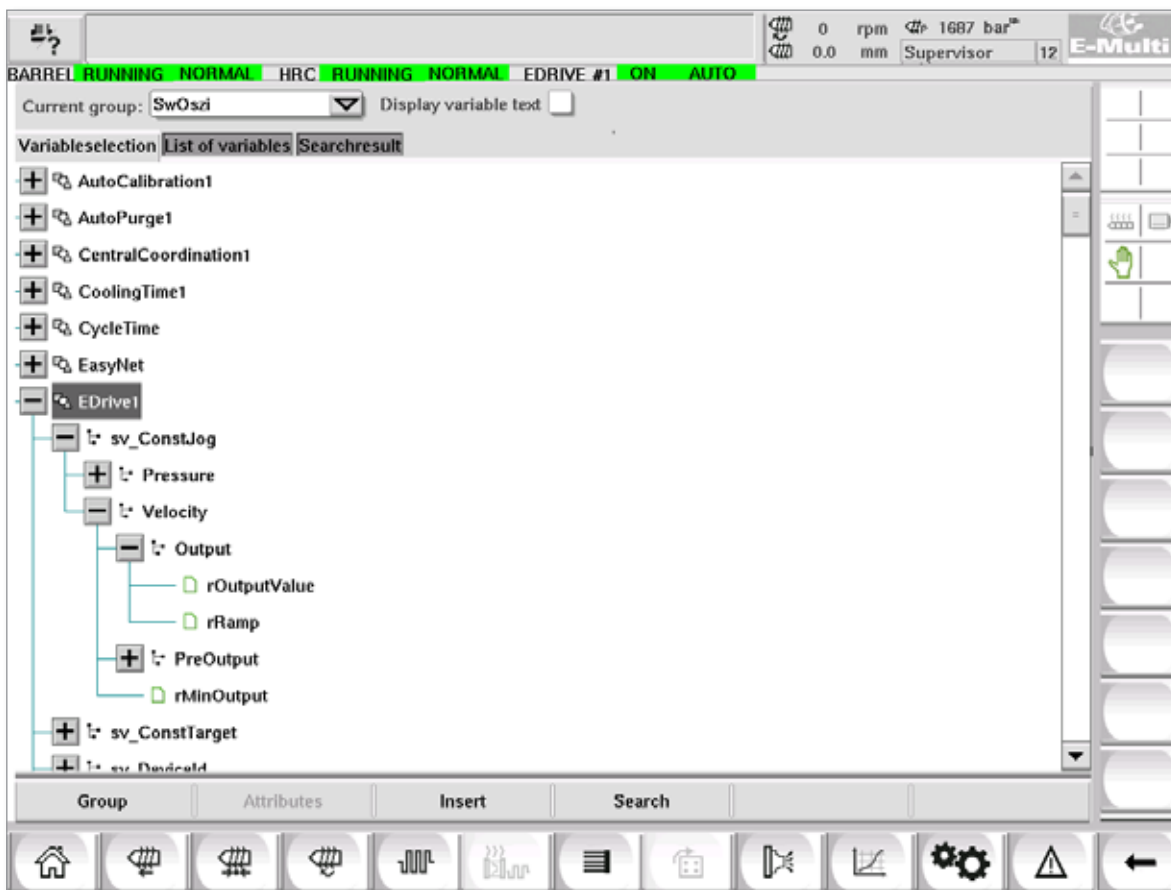 0 rpm 1687 bar
0.0 mm Supervisor 12 E-Multi
BARREL RUNNING NORMAL HRC RUNNING NORMAL EDRIVE #1 ON AUTO
Current group: SwOszi Display variable text
Variableselection List of variables Searchresult
AutoCalibration1
AutoPurge1
CentralCoordination1
CoolingTime1
CycleTime
EasyNet
EDrive1
sv_ConstJog
Pressure
Velocity
Output
rOutputValue
rRamp
PreOutput
rMinOutput
sv_ConstTarget
sv_DeviceId
Group Attributes Insert Search